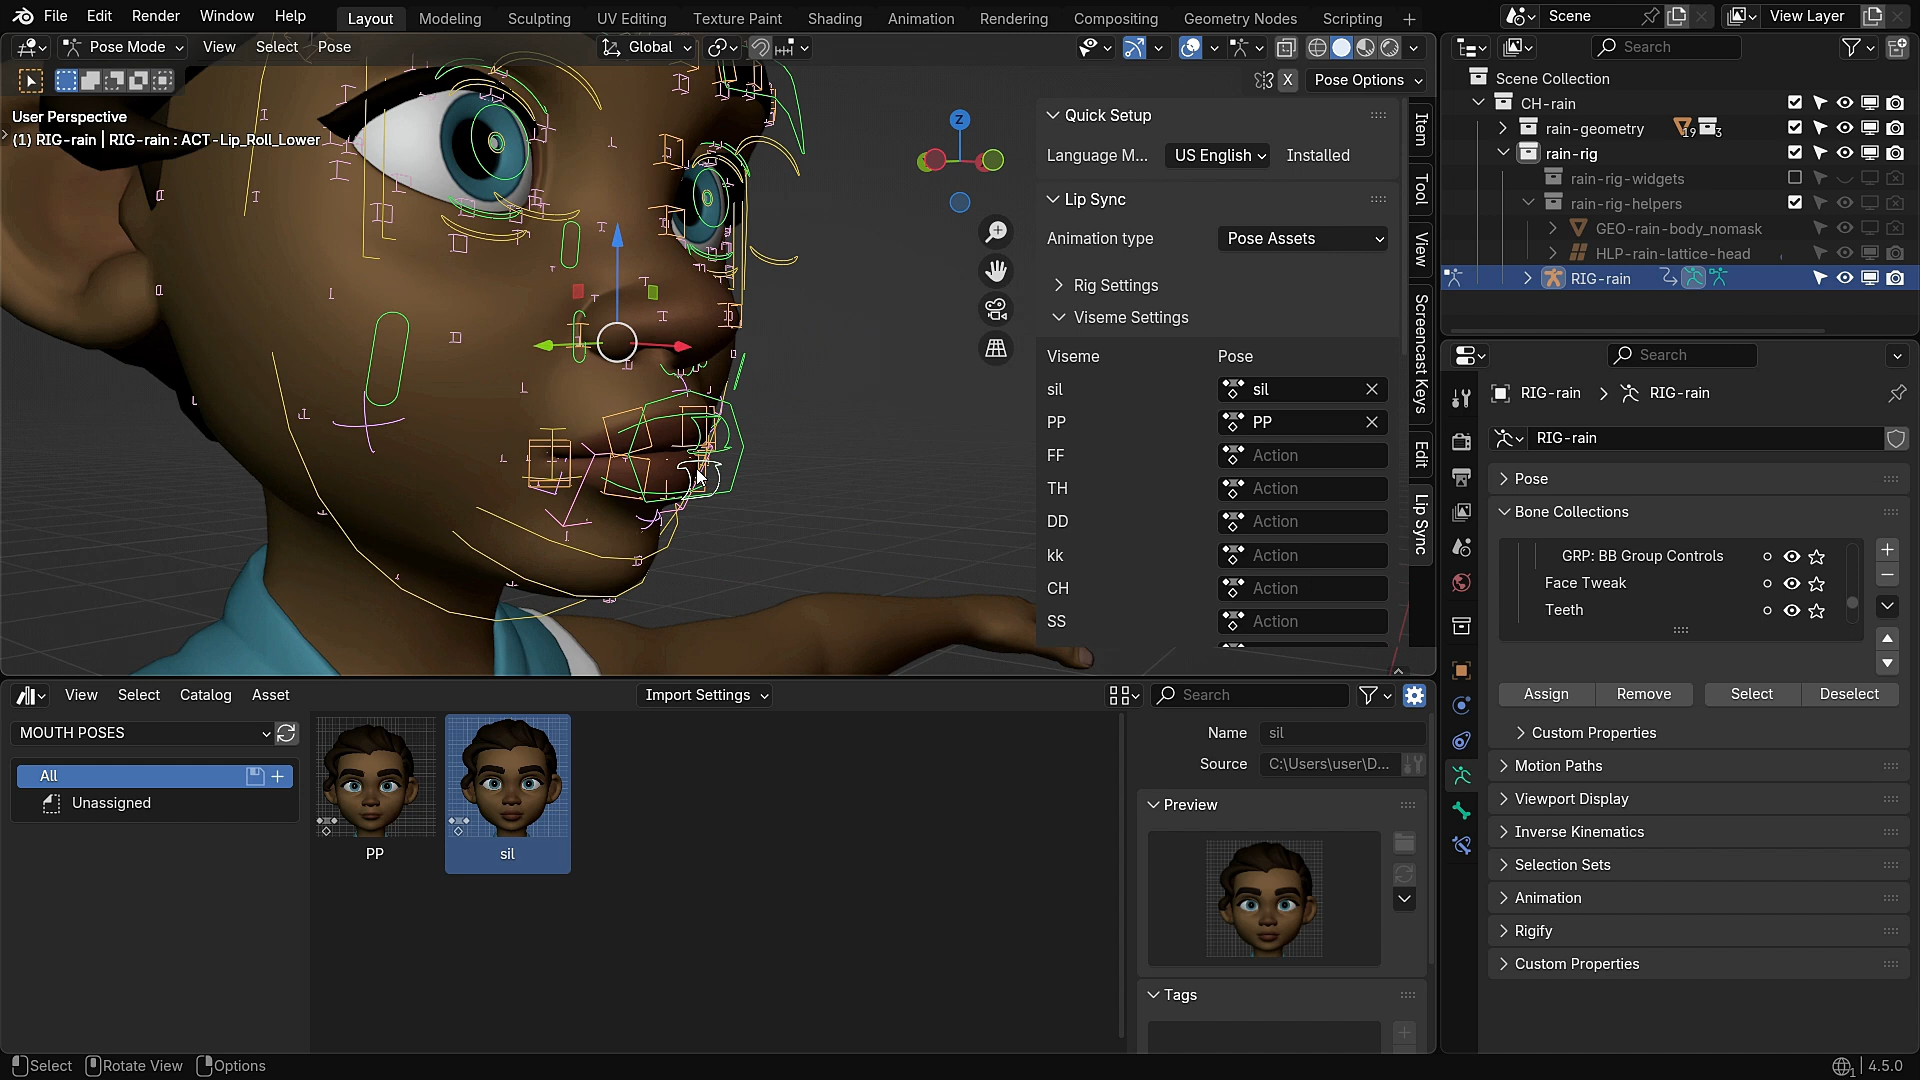 File Edit Render Window Help Layout Modeling Sculpting UV Editing Texture Paint Shading Animation Rendering Compositing Geometry Nodes Scripting Scene View Layer
Pose Mode View Select Pose Global Search
X Pose Options
User Perspective
(1) RIG-rain | RIG-rain : ACT-Lip_Roll_Lower
Z
Quick Setup
Language M... US English Installed
Lip Sync
Animation type Pose Assets
Rig Settings
Viseme Settings
Viseme Pose
sil sil
PP PP
FF Action
TH Action
DD Action
kk Action
CH Action
SS Action
Item
Tool
View
Screencast Keys
Edit
Lip Sync
Scene Collection
CH-rain
rain-geometry 19 3
rain-rig
rain-rig-widgets
rain-rig-helpers
GEO-rain-body_nomask
HLP-rain-lattice-head
RIG-rain
Search
RIG-rain RIG-rain
RIG-rain
Pose
Bone Collections
GRP: BB Group Controls
Face Tweak
Teeth
Assign Remove Select Deselect
Custom Properties
Motion Paths
Viewport Display
Inverse Kinematics
Selection Sets
Animation
Rigify
Custom Properties
View Select Catalog Asset Import Settings Search
MOUTH POSES
All
Unassigned
PP sil
Name sil
Source C:\Users\user\D...
Preview
Tags
Select Rotate View Options 1 4.5.0